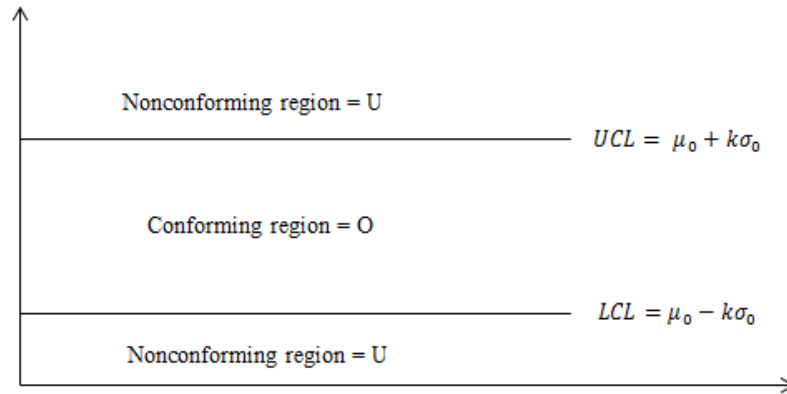 Nonconforming region = U
UCL = μ₀ + kσ₀
Conforming region = O
LCL = μ₀ − kσ₀
Nonconforming region = U